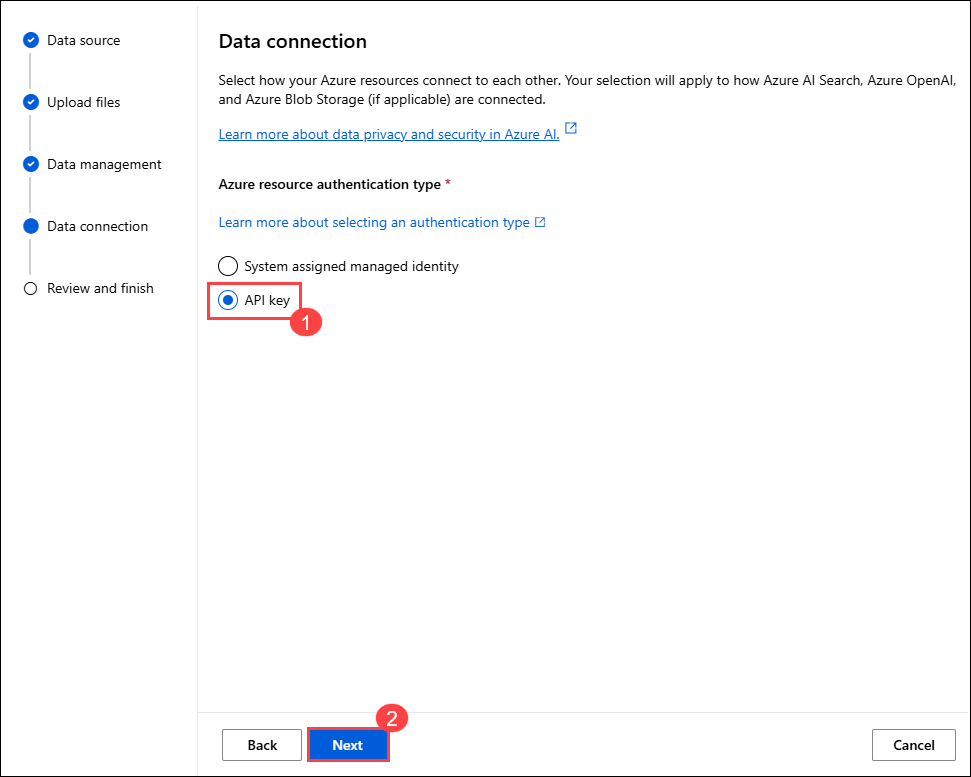 Data source
Upload files
Data management
Data connection
Review and finish
Data connection
Select how your Azure resources connect to each other. Your selection will apply to how Azure AI Search, Azure OpenAI,
and Azure Blob Storage (if applicable) are connected.
Learn more about data privacy and security in Azure AI.
Azure resource authentication type *
Learn more about selecting an authentication type
System assigned managed identity
API key
1
2
Back
Next
Cancel